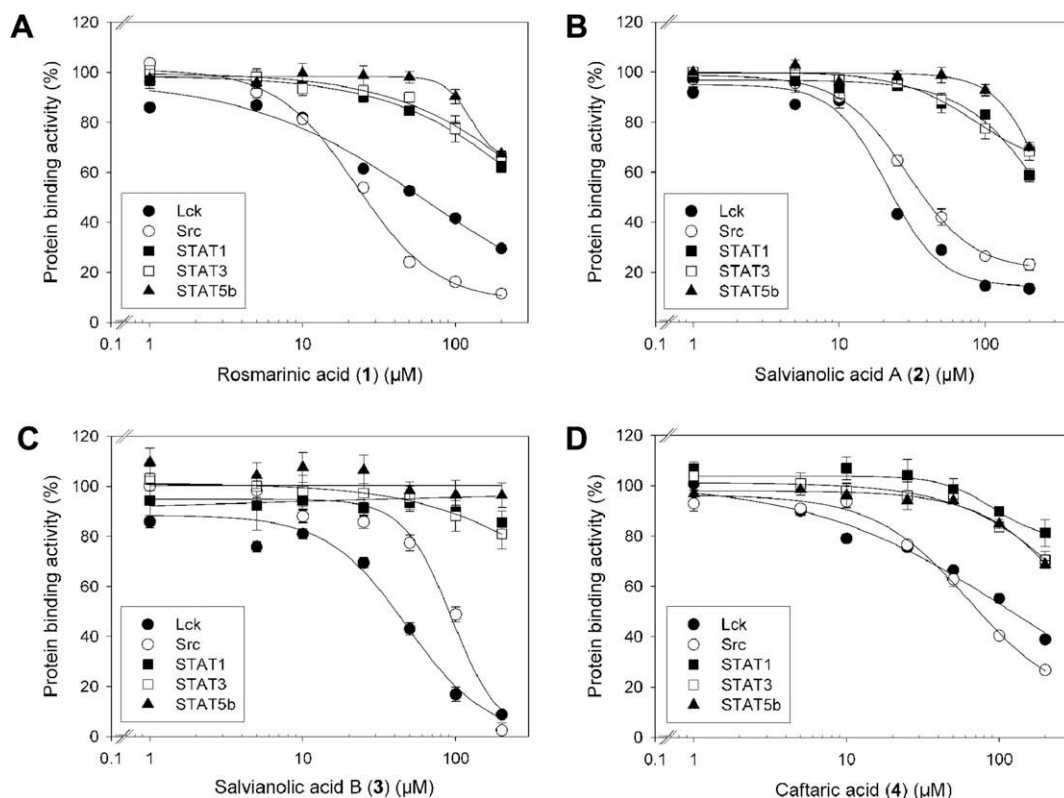 A
Protein binding activity (%)
120
100
80
60
40
20
0
Lck
Src
STAT1
STAT3
STAT5b
0.1 1 10 100
Rosmarinic acid (1) (µM)
B
Protein binding activity (%)
120
100
80
60
40
20
0
Lck
Src
STAT1
STAT3
STAT5b
0.1 1 10 100
Salvianolic acid A (2) (µM)
C
Protein binding activity (%)
120
100
80
60
40
20
0
Lck
Src
STAT1
STAT3
STAT5b
0.1 1 10 100
Salvianolic acid B (3) (µM)
D
Protein binding activity (%)
120
100
80
60
40
20
0
Lck
Src
STAT1
STAT3
STAT5b
0.1 1 10 100
Caftaric acid (4) (µM)